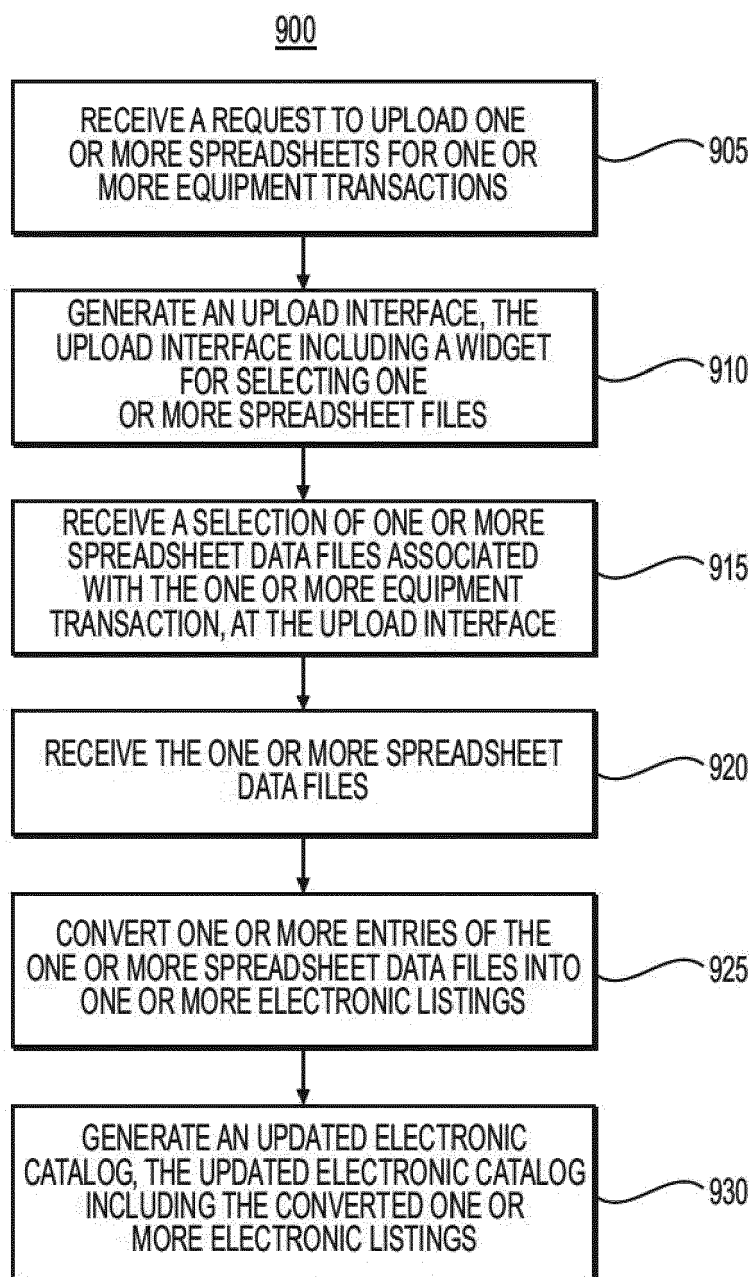 900
RECEIVE A REQUEST TO UPLOAD ONE
OR MORE SPREADSHEETS FOR ONE OR
MORE EQUIPMENT TRANSACTIONS
905
GENERATE AN UPLOAD INTERFACE, THE
UPLOAD INTERFACE INCLUDING A WIDGET
FOR SELECTING ONE
OR MORE SPREADSHEET FILES
910
RECEIVE A SELECTION OF ONE OR MORE
SPREADSHEET DATA FILES ASSOCIATED
WITH THE ONE OR MORE EQUIPMENT
TRANSACTION, AT THE UPLOAD INTERFACE
915
RECEIVE THE ONE OR MORE SPREADSHEET
DATA FILES
920
CONVERT ONE OR MORE ENTRIES OF THE
ONE OR MORE SPREADSHEET DATA FILES INTO
ONE OR MORE ELECTRONIC LISTINGS
925
GENERATE AN UPDATED ELECTRONIC
CATALOG, THE UPDATED ELECTRONIC CATALOG
INCLUDING THE CONVERTED ONE OR
MORE ELECTRONIC LISTINGS
930